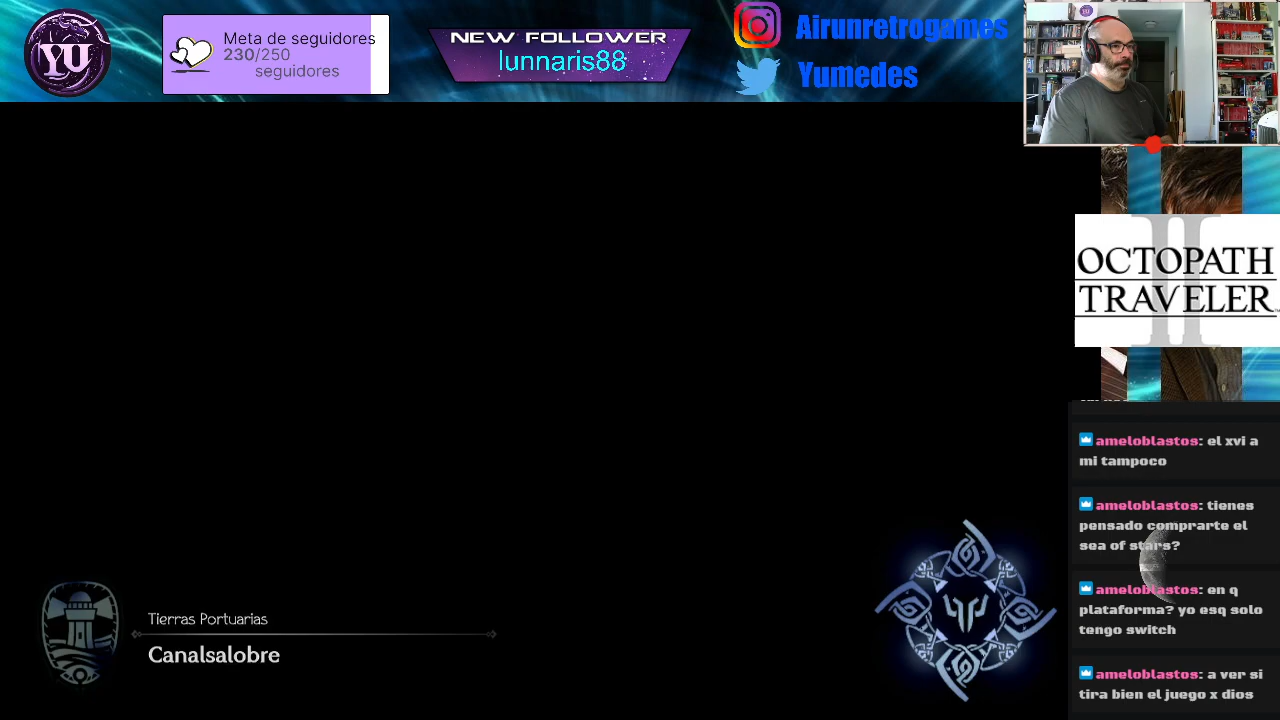 YU
Meta de seguidores
230/250
seguidores
NEW FOLLOWER
lunnaris88
Airunretrogames
Yumedes
OCTOPATH
TRAVELER
II
ameloblastos: el xvi a
mi tampoco
ameloblastos: tienes
pensado comprarte el
sea of stars?
ameloblastos: en q
plataforma? yo esq solo
tengo switch
ameloblastos: a ver si
tira bien el juego x dios
Tierras Portuarias
Canalsalobre